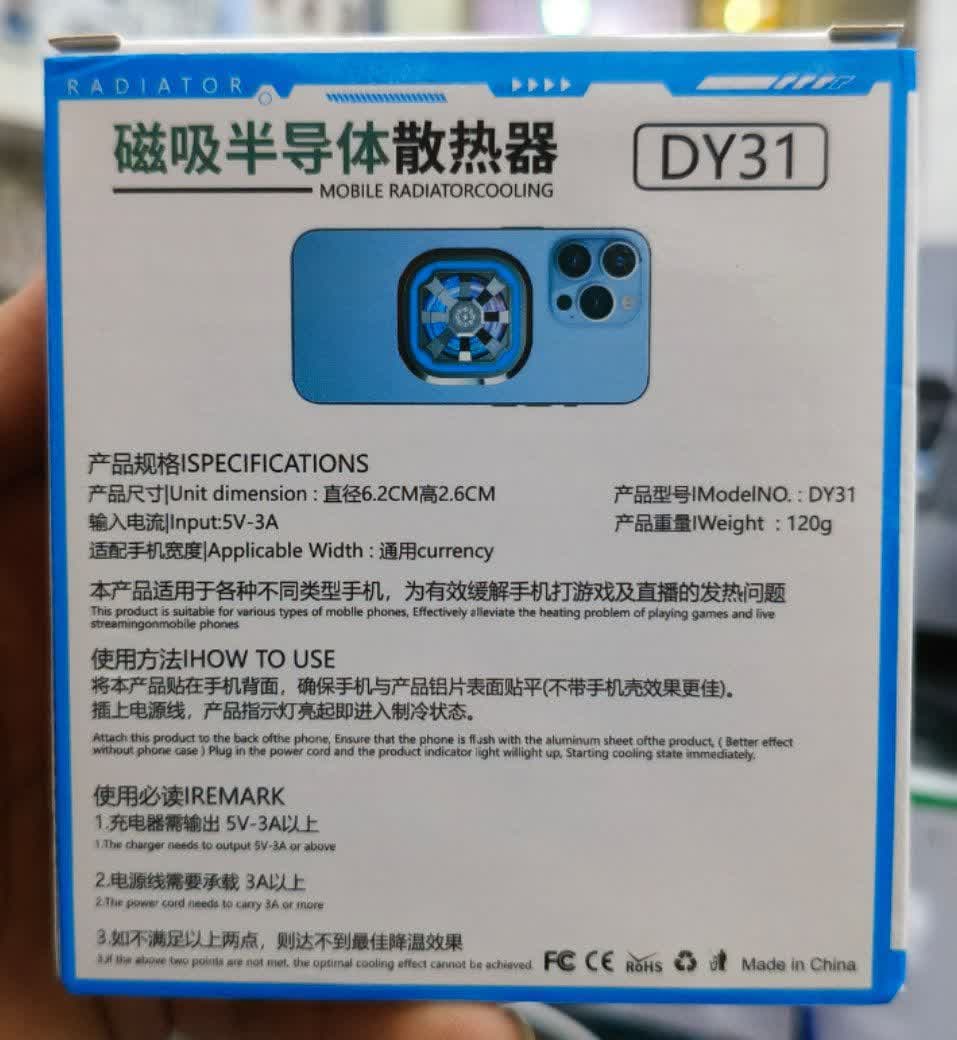 RADIATOR
磁吸半导体散热器
MOBILE RADIATORCOOLING
DY31
产品规格ISPECIFICATIONS
产品尺寸|Unit dimension : 直径6.2CM高2.6CM
产品型号IModelNO. : DY31
输入电流|Input:5V-3A
产品重量IWeight : 120g
适配手机宽度|Applicable Width : 通用currency
本产品适用于各种不同类型手机，为有效缓解手机打游戏及直播的发热问题
This product is suitable for various types of mobile phones, Effectively alleviate the heating problem of playing games and live
streamingonmobile phones
使用方法IHOW TO USE
将本产品贴在手机背面，确保手机与产品铝片表面贴平(不带手机壳效果更佳)。
插上电源线，产品指示灯亮起即进入制冷状态。
Attach this product to the back ofthe phone, Ensure that the phone is flush with the aluminum sheet ofthe product, ( Better effect
without phone case ) Plug in the power cord and the product indicator light willight up, Starting cooling state immediately.
使用必读IREMARK
1.充电器需输出 5V-3A以上
1.The charger needs to output 5V-3A or above
2.电源线需要承载 3A以上
2.The power cord needs to carry 3A or more
3.如不满足以上两点，则达不到最佳降温效果
3.If the above two points are not met, the optimal cooling effect cannot be achieved.
FC CE RoHS Made in China